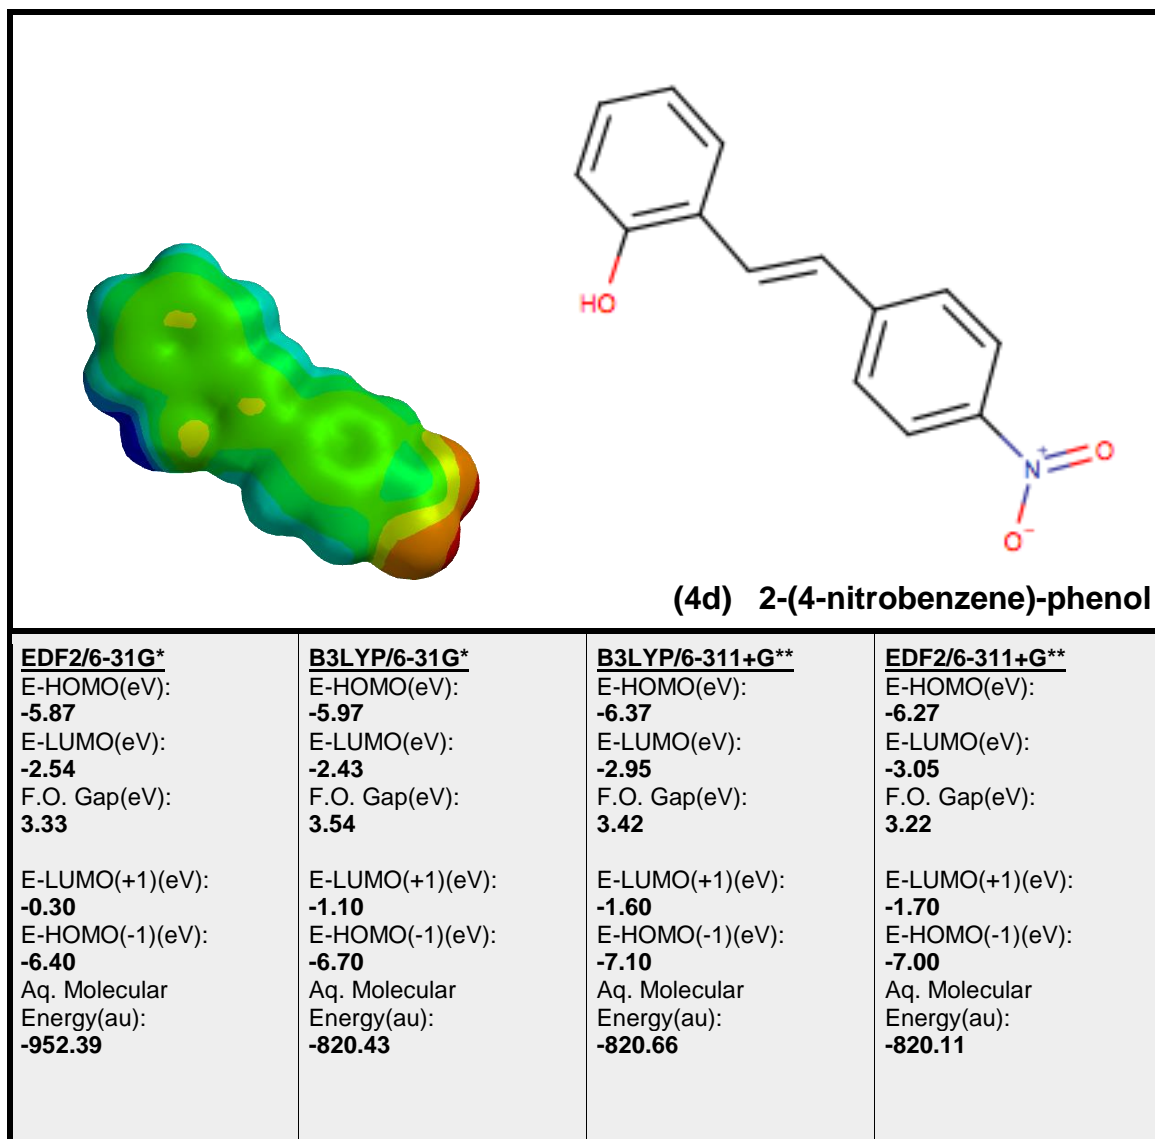 HO
N+
O
O−
(4d) 2-(4-nitrobenzene)-phenol
EDF2/6-31G*
E-HOMO(eV):
-5.87
E-LUMO(eV):
-2.54
F.O. Gap(eV):
3.33
E-LUMO(+1)(eV):
-0.30
E-HOMO(-1)(eV):
-6.40
Aq. Molecular
Energy(au):
-952.39
B3LYP/6-31G*
E-HOMO(eV):
-5.97
E-LUMO(eV):
-2.43
F.O. Gap(eV):
3.54
E-LUMO(+1)(eV):
-1.10
E-HOMO(-1)(eV):
-6.70
Aq. Molecular
Energy(au):
-820.43
B3LYP/6-311+G**
E-HOMO(eV):
-6.37
E-LUMO(eV):
-2.95
F.O. Gap(eV):
3.42
E-LUMO(+1)(eV):
-1.60
E-HOMO(-1)(eV):
-7.10
Aq. Molecular
Energy(au):
-820.66
EDF2/6-311+G**
E-HOMO(eV):
-6.27
E-LUMO(eV):
-3.05
F.O. Gap(eV):
3.22
E-LUMO(+1)(eV):
-1.70
E-HOMO(-1)(eV):
-7.00
Aq. Molecular
Energy(au):
-820.11